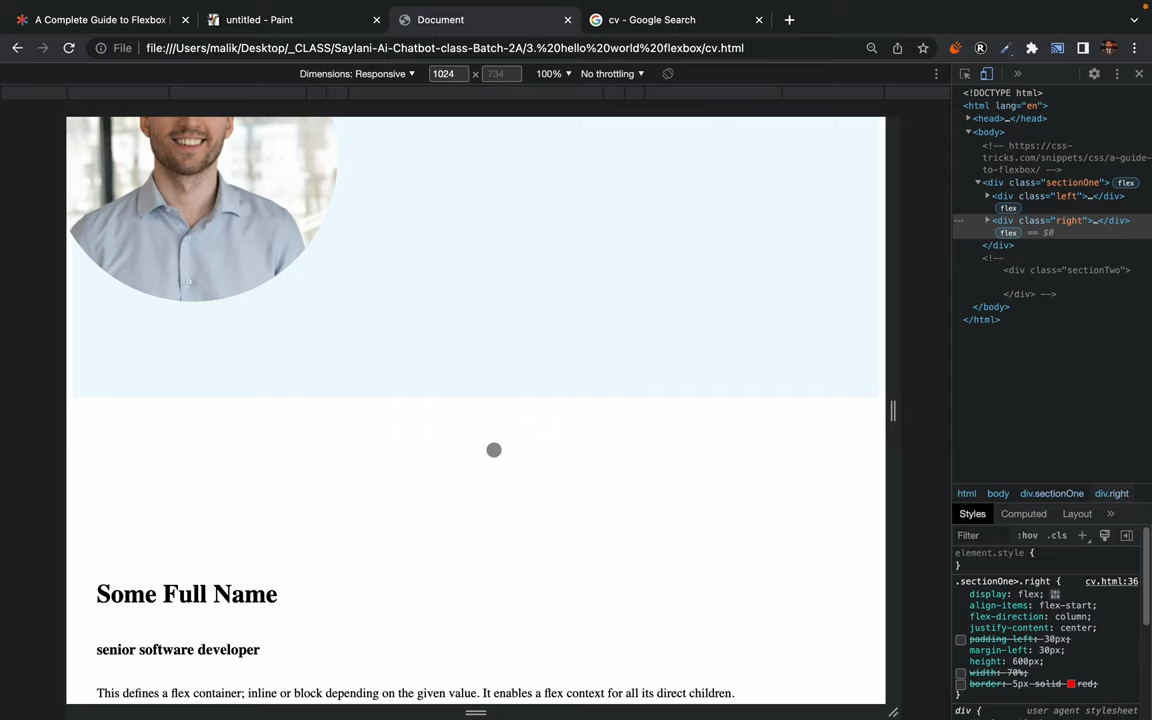 A Complete Guide to Flexbox
untitled - Paint
Document
cv - Google Search
File
file:///Users/malik/Desktop/_CLASS/Saylani-Ai-Chatbot-class-Batch-2A/3.%20hello%20world%20flexbox/cv.html
Dimensions: Responsive
1024
×
734
100%
No throttling
<!DOCTYPE html>
<html lang="en">
<head>…</head>
<body>
<!-- https://css-
tricks.com/snippets/css/a-guide-
to-flexbox/ -->
<div class="sectionOne"> flex
<div class="left">…</div>
flex
<div class="right">…</div>
flex == $0
</div>
<!--
<div class="sectionTwo">
</div> -->
</body>
</html>
Some Full Name
senior software developer
This defines a flex container; inline or block depending on the given value. It enables a flex context for all its direct children.
html body div.sectionOne div.right
Styles Computed Layout
Filter :hov .cls
element.style {
}
.sectionOne>.right { cv.html:36
display: flex;
align-items: flex-start;
flex-direction: column;
justify-content: center;
padding-left: 30px;
margin-left: 30px;
height: 600px;
width: 70%;
border: 5px solid red;
}
div { user agent stylesheet